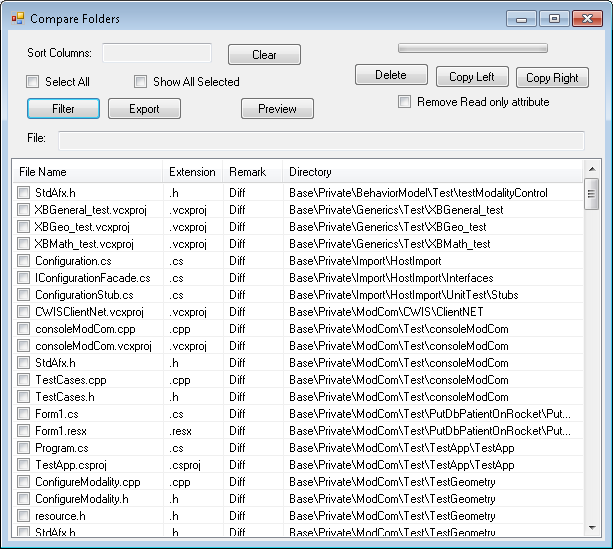 Compare Folders
Sort Columns: Clear
Select All Show All Selected
Delete Copy Left Copy Right
Remove Read only attribute
Filter Export Preview
File:
File Name Extension Remark Directory
StdAfx.h .h Diff Base\Private\BehaviorModel\Test\testModalityControl
XBGeneral_test.vcxproj .vcxproj Diff Base\Private\Generics\Test\XBGeneral_test
XBGeo_test.vcxproj .vcxproj Diff Base\Private\Generics\Test\XBGeo_test
XBMath_test.vcxproj .vcxproj Diff Base\Private\Generics\Test\XBMath_test
Configuration.cs .cs Diff Base\Private\Import\HostImport
IConfigurationFacade.cs .cs Diff Base\Private\Import\HostImport\Interfaces
ConfigurationStub.cs .cs Diff Base\Private\Import\HostImport\UnitTest\Stubs
CWISClientNet.vcxproj .vcxproj Diff Base\Private\ModCom\CWIS\ClientNET
consoleModCom.cpp .cpp Diff Base\Private\ModCom\Test\consoleModCom
consoleModCom.vcxproj .vcxproj Diff Base\Private\ModCom\Test\consoleModCom
StdAfx.h .h Diff Base\Private\ModCom\Test\consoleModCom
TestCases.cpp .cpp Diff Base\Private\ModCom\Test\consoleModCom
TestCases.h .h Diff Base\Private\ModCom\Test\consoleModCom
Form1.cs .cs Diff Base\Private\ModCom\Test\PutDbPatientOnRocket\Put...
Form1.resx .resx Diff Base\Private\ModCom\Test\PutDbPatientOnRocket\Put...
Program.cs .cs Diff Base\Private\ModCom\Test\TestApp\TestApp
TestApp.csproj .csproj Diff Base\Private\ModCom\Test\TestApp\TestApp
ConfigureModality.cpp .cpp Diff Base\Private\ModCom\Test\TestGeometry
ConfigureModality.h .h Diff Base\Private\ModCom\Test\TestGeometry
resource.h .h Diff Base\Private\ModCom\Test\TestGeometry
StdAfx.h .h Diff Base\Private\ModCom\Test\TestGeometry